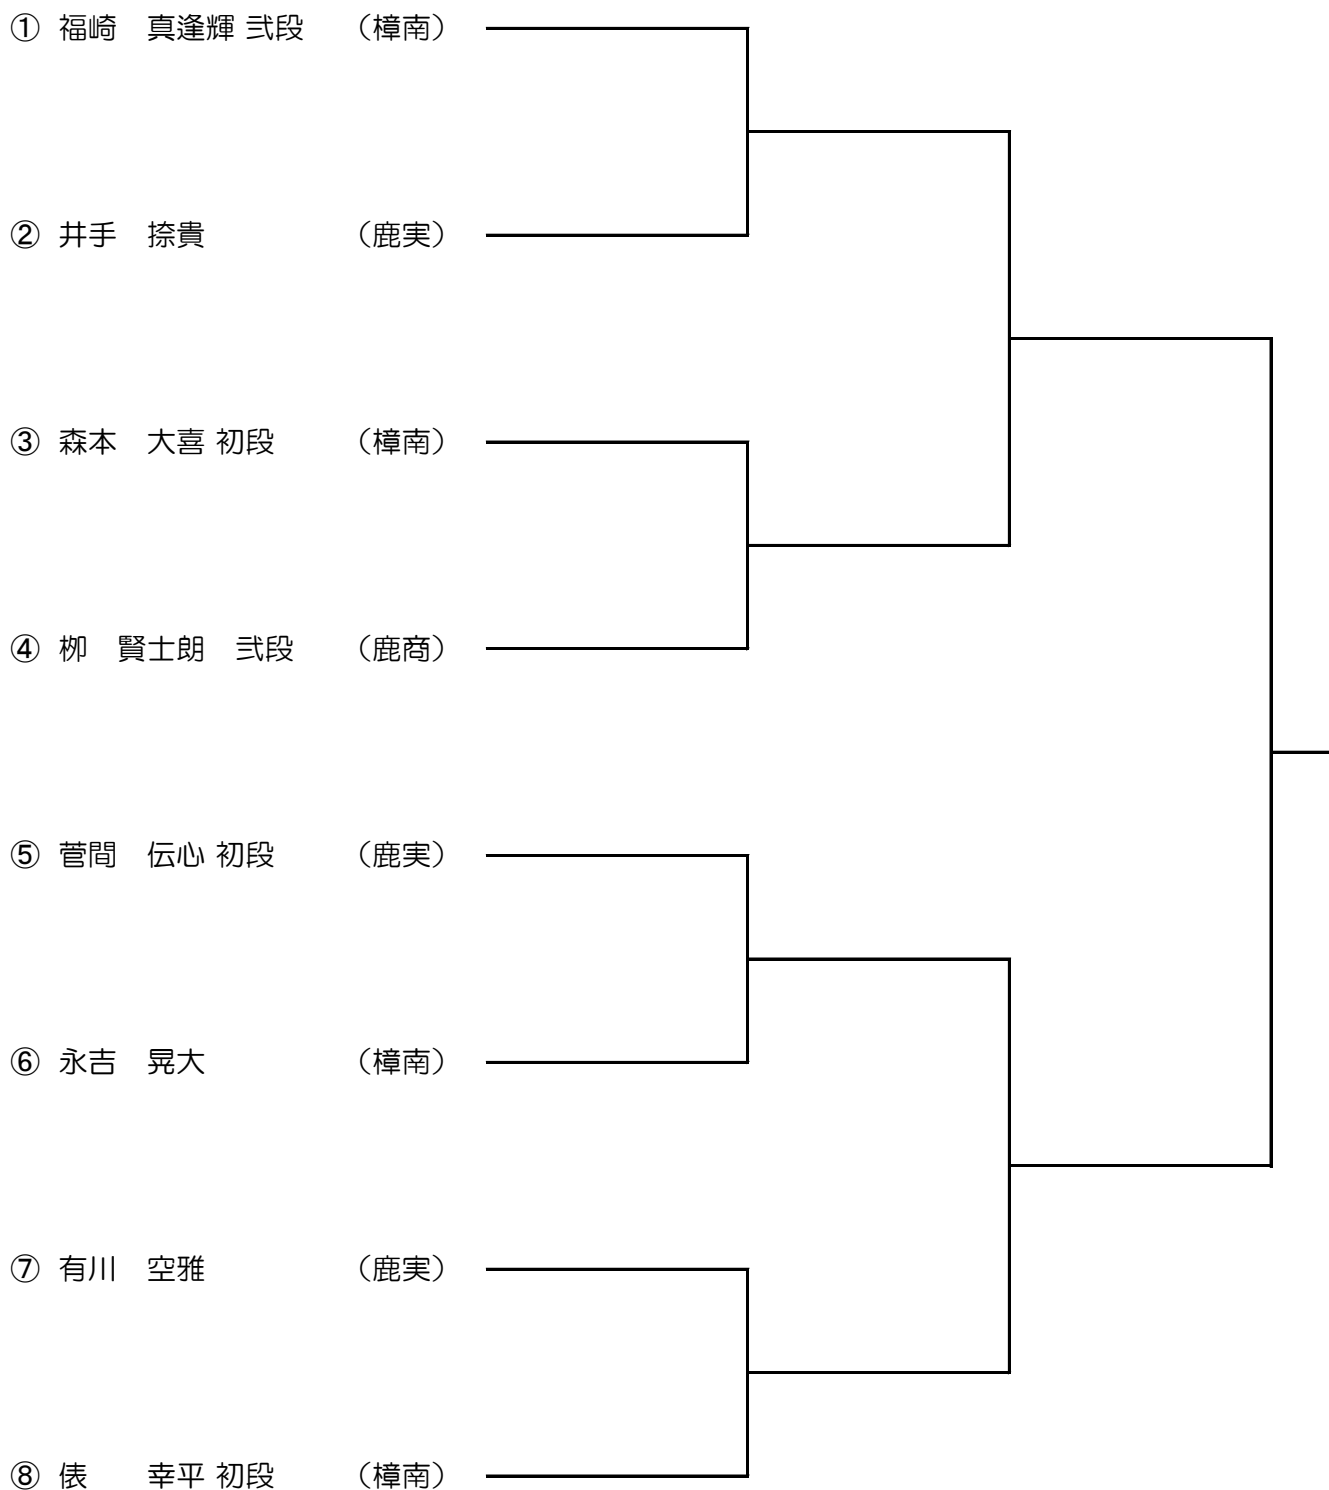 ① 福崎　真逢輝 弐段　（樟南）
② 井手　捺貴　（鹿実）
③ 森本　大喜 初段　（樟南）
④ 栁　賢士朗　弐段　（鹿商）
⑤ 菅間　伝心 初段　（鹿実）
⑥ 永吉　晃大　（樟南）
⑦ 有川　空雅　（鹿実）
⑧ 俵　　幸平 初段　（樟南）